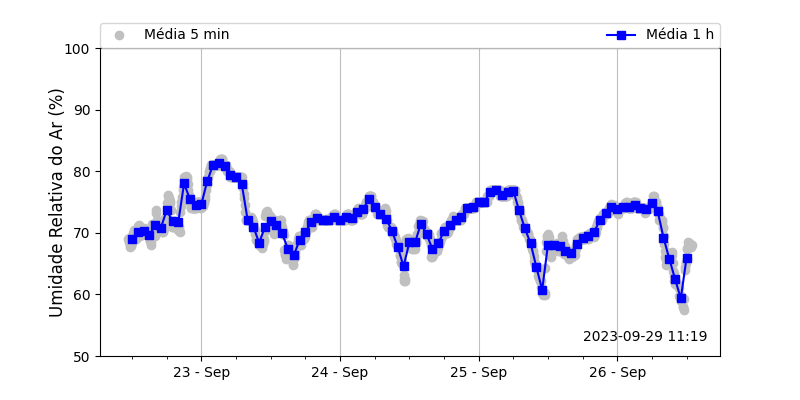 Média 5 min
Média 1 h
Umidade Relativa do Ar (%)
100
90
80
70
60
50
2023-09-29 11:19
23 - Sep
24 - Sep
25 - Sep
26 - Sep